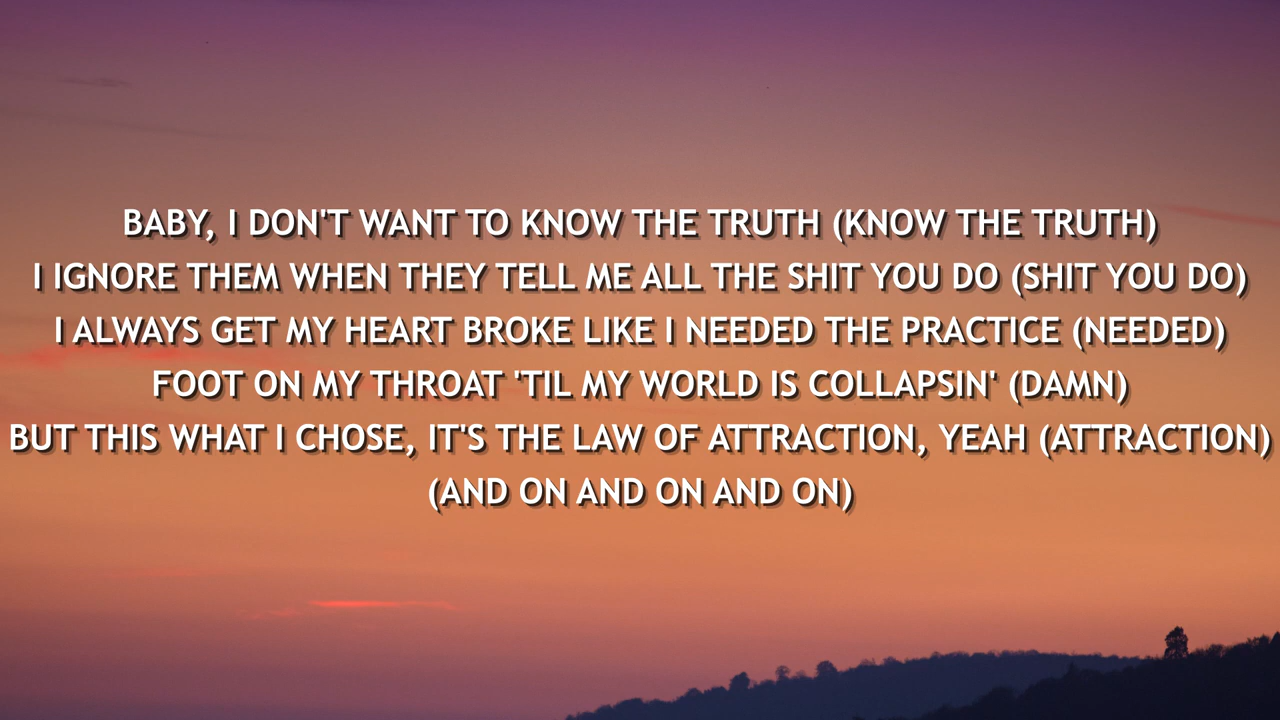 BABY, I DON'T WANT TO KNOW THE TRUTH (KNOW THE TRUTH)
I IGNORE THEM WHEN THEY TELL ME ALL THE SHIT YOU DO (SHIT YOU DO)
I ALWAYS GET MY HEART BROKE LIKE I NEEDED THE PRACTICE (NEEDED)
FOOT ON MY THROAT 'TIL MY WORLD IS COLLAPSIN' (DAMN)
BUT THIS WHAT I CHOSE, IT'S THE LAW OF ATTRACTION, YEAH (ATTRACTION)
(AND ON AND ON AND ON)